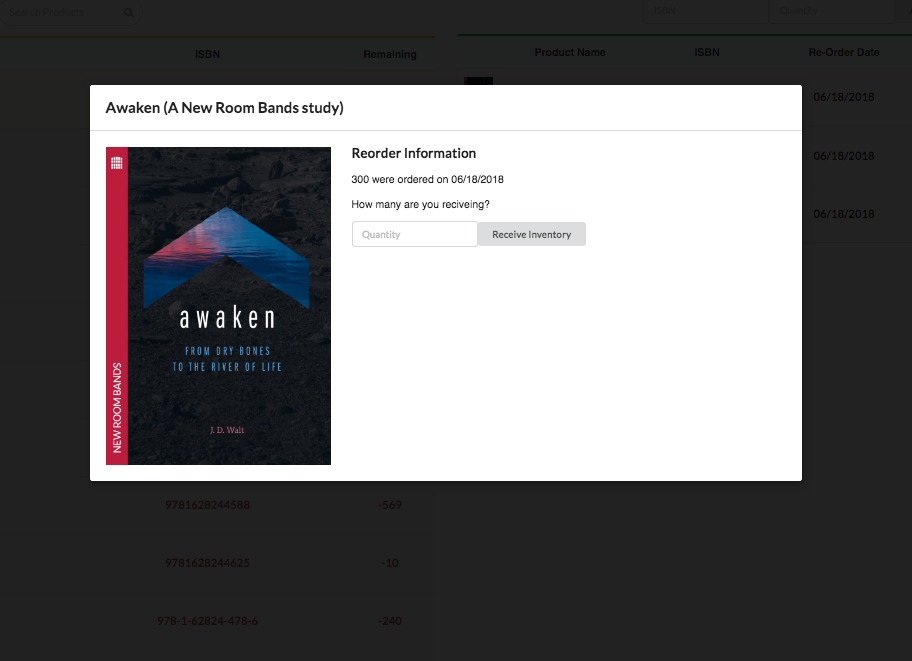 Search Products
ISBN
Quantity
ISBN
Remaining
Product Name
ISBN
Re-Order Date
06/18/2018
06/18/2018
06/18/2018
Awaken (A New Room Bands study)
NEW ROOM BANDS
awaken
FROM DRY BONES
TO THE RIVER OF LIFE
J. D. Walt
Reorder Information
300 were ordered on 06/18/2018
How many are you reciveing?
Quantity
Receive Inventory
9781628244588
-569
9781628244625
-10
978-1-62824-478-6
-240